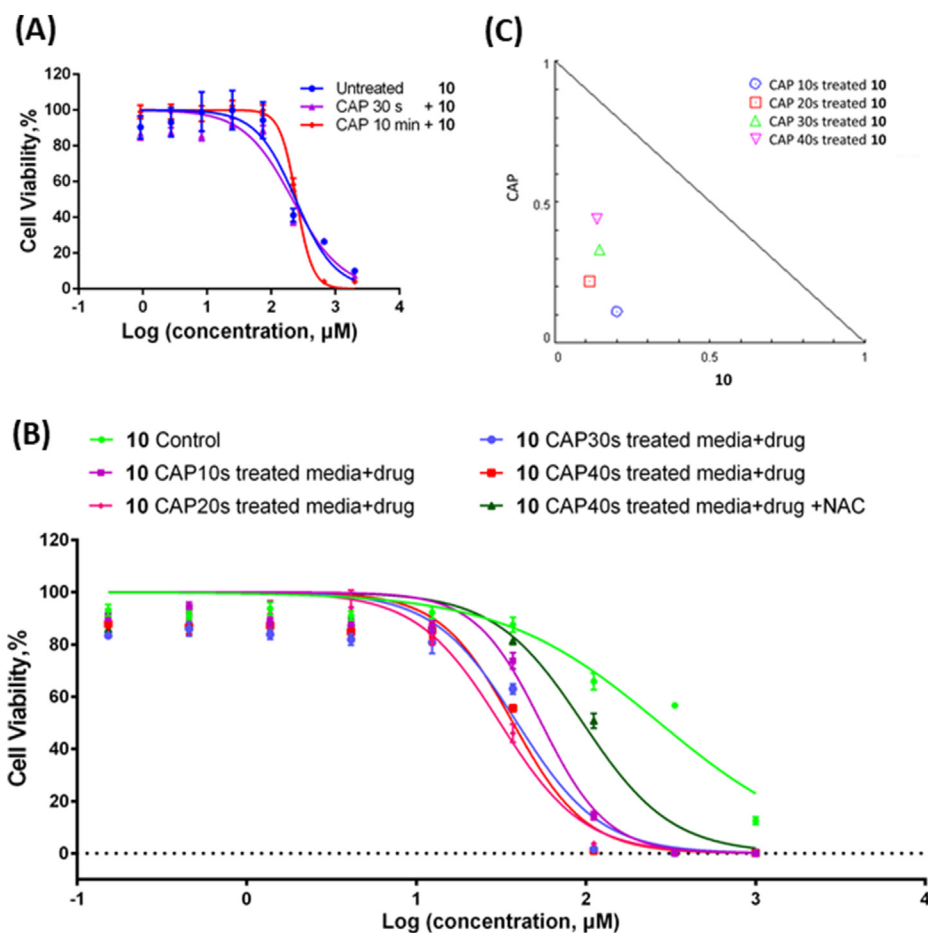 (A)
120
100
80
60
40
20
0
Cell Viability,%
-1 0 1 2 3 4
Log (concentration, µM)
Untreated 10
CAP 30 s + 10
CAP 10 min + 10
(C)
1
0.5
0
CAP
0 0.5 1
10
CAP 10s treated 10
CAP 20s treated 10
CAP 30s treated 10
CAP 40s treated 10
(B)
10 Control
10 CAP10s treated media+drug
10 CAP20s treated media+drug
10 CAP30s treated media+drug
10 CAP40s treated media+drug
10 CAP40s treated media+drug +NAC
120
100
80
60
40
20
0
Cell Viability,%
-1 0 1 2 3 4
Log (concentration, µM)